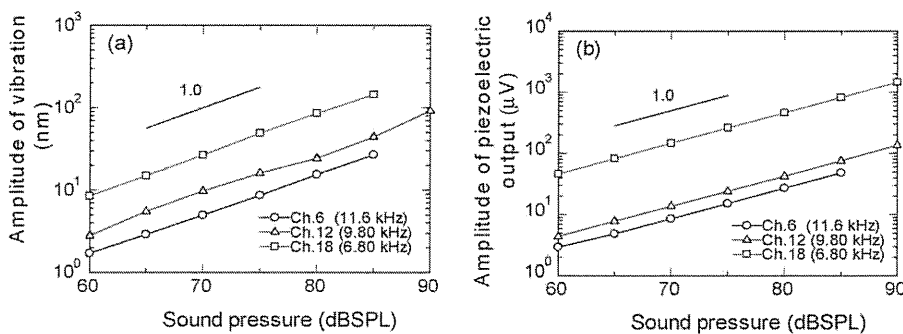 (a)
Amplitude of vibration
(nm)
10³
10²
10¹
10⁰
1.0
Ch.6 (11.6 kHz)
Ch.12 (9.80 kHz)
Ch.18 (6.80 kHz)
60 70 80 90
Sound pressure (dBSPL)
(b)
Amplitude of piezoelectric
output (μV)
10⁴
10³
10²
10¹
10⁰
1.0
Ch.6 (11.6 kHz)
Ch.12 (9.80 kHz)
Ch.18 (6.80 kHz)
60 70 80 90
Sound pressure (dBSPL)